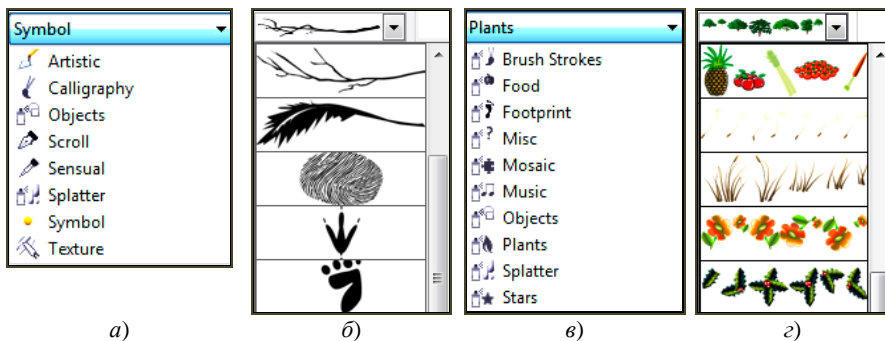 Symbol
Artistic
Calligraphy
Objects
Scroll
Sensual
Splatter
Symbol
Texture
Plants
Brush Strokes
Food
Footprint
Misc
Mosaic
Music
Objects
Plants
Splatter
Stars
а) б) в) г)